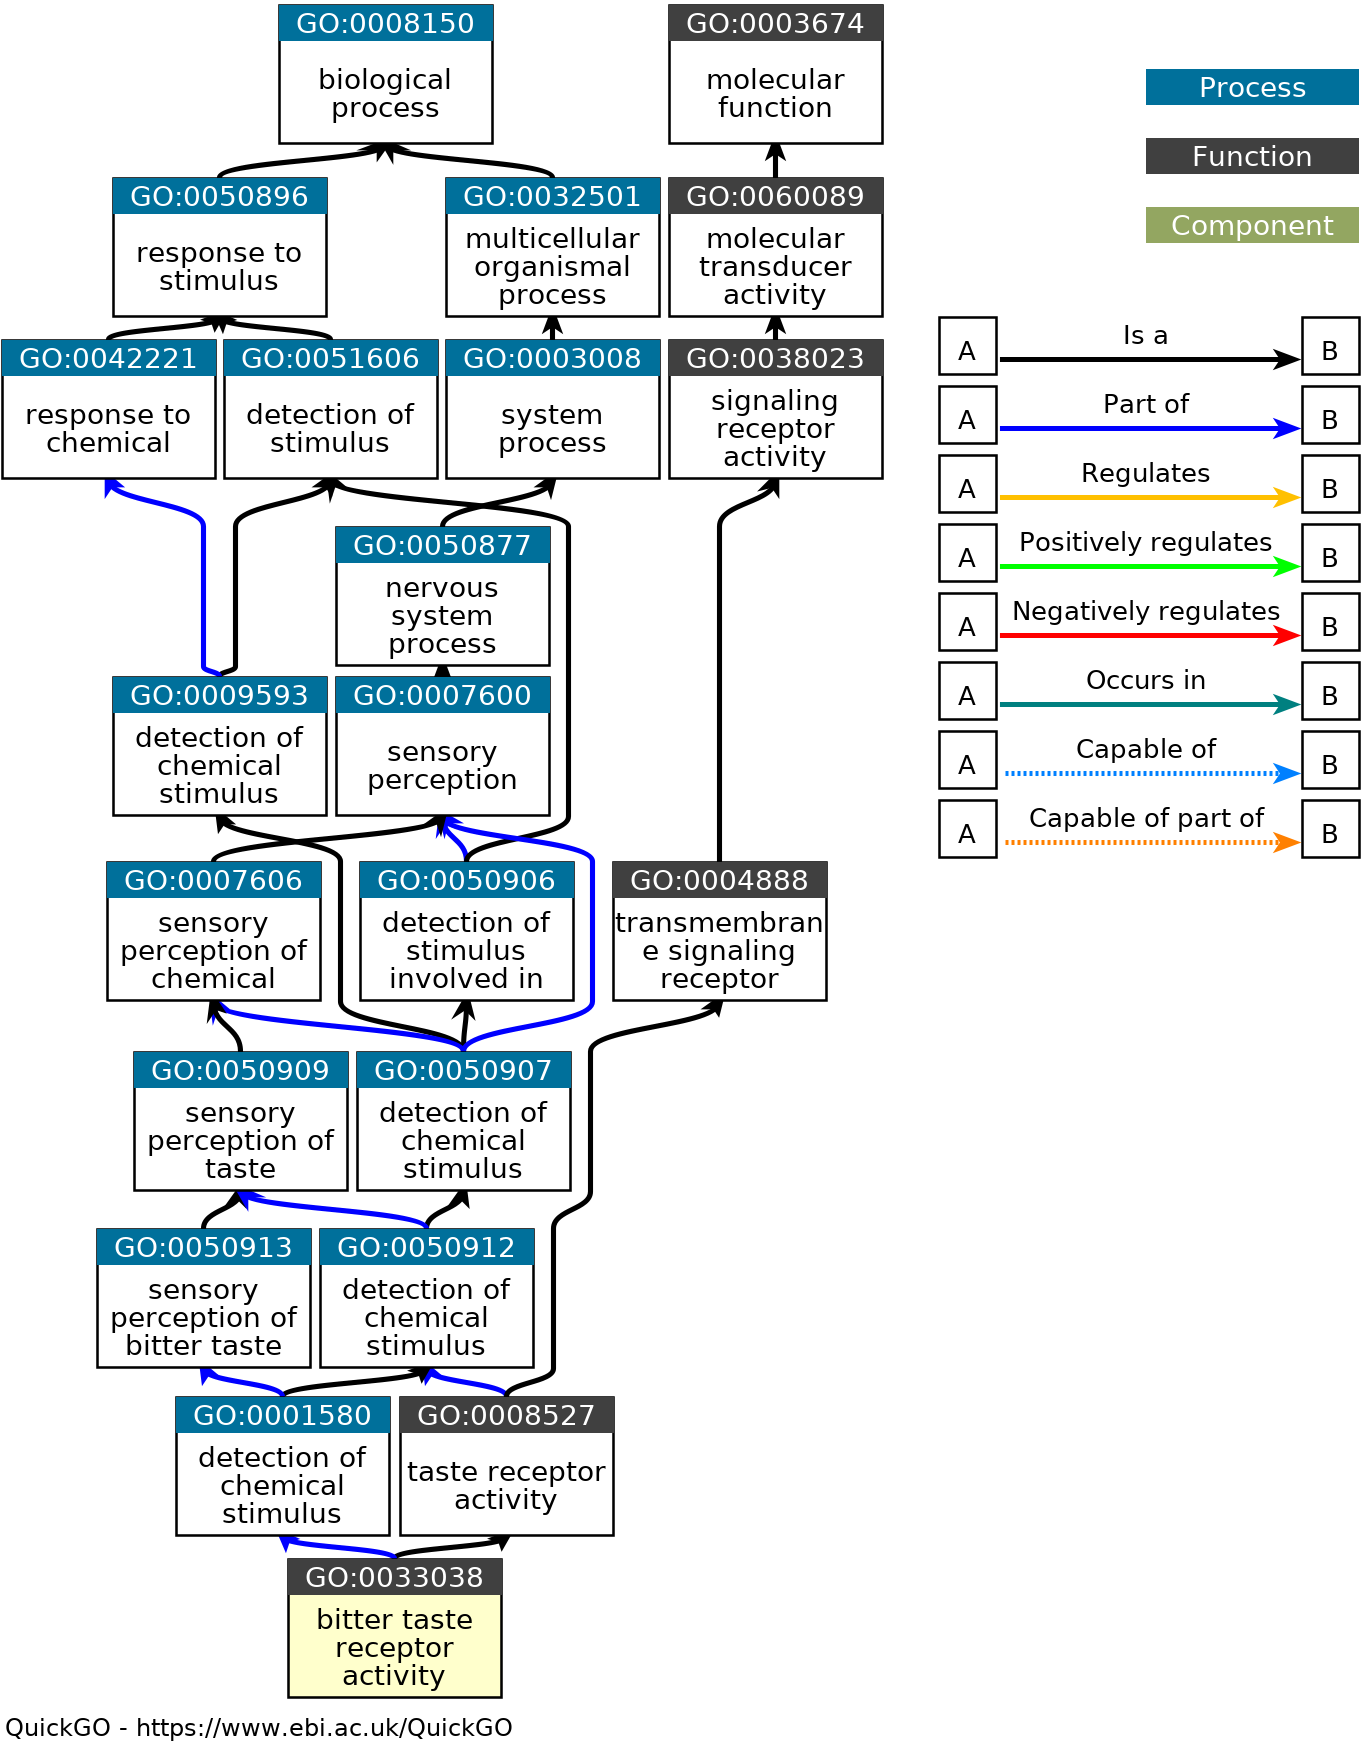 GO:0008150
biological
process
GO:0003674
molecular
function
Process
Function
Component
GO:0050896
response to
stimulus
GO:0032501
multicellular
organismal
process
GO:0060089
molecular
transducer
activity
GO:0042221
response to
chemical
GO:0051606
detection of
stimulus
GO:0003008
system
process
GO:0038023
signaling
receptor
activity
A
Is a
B
A
Part of
B
A
Regulates
B
A
Positively regulates
B
A
Negatively regulates
B
A
Occurs in
B
A
Capable of
B
A
Capable of part of
B
GO:0050877
nervous
system
process
GO:0009593
detection of
chemical
stimulus
GO:0007600
sensory
perception
GO:0007606
sensory
perception of
chemical
GO:0050906
detection of
stimulus
involved in
GO:0004888
transmembran
e signaling
receptor
GO:0050909
sensory
perception of
taste
GO:0050907
detection of
chemical
stimulus
GO:0050913
sensory
perception of
bitter taste
GO:0050912
detection of
chemical
stimulus
GO:0001580
detection of
chemical
stimulus
GO:0008527
taste receptor
activity
GO:0033038
bitter taste
receptor
activity
QuickGO - https://www.ebi.ac.uk/QuickGO